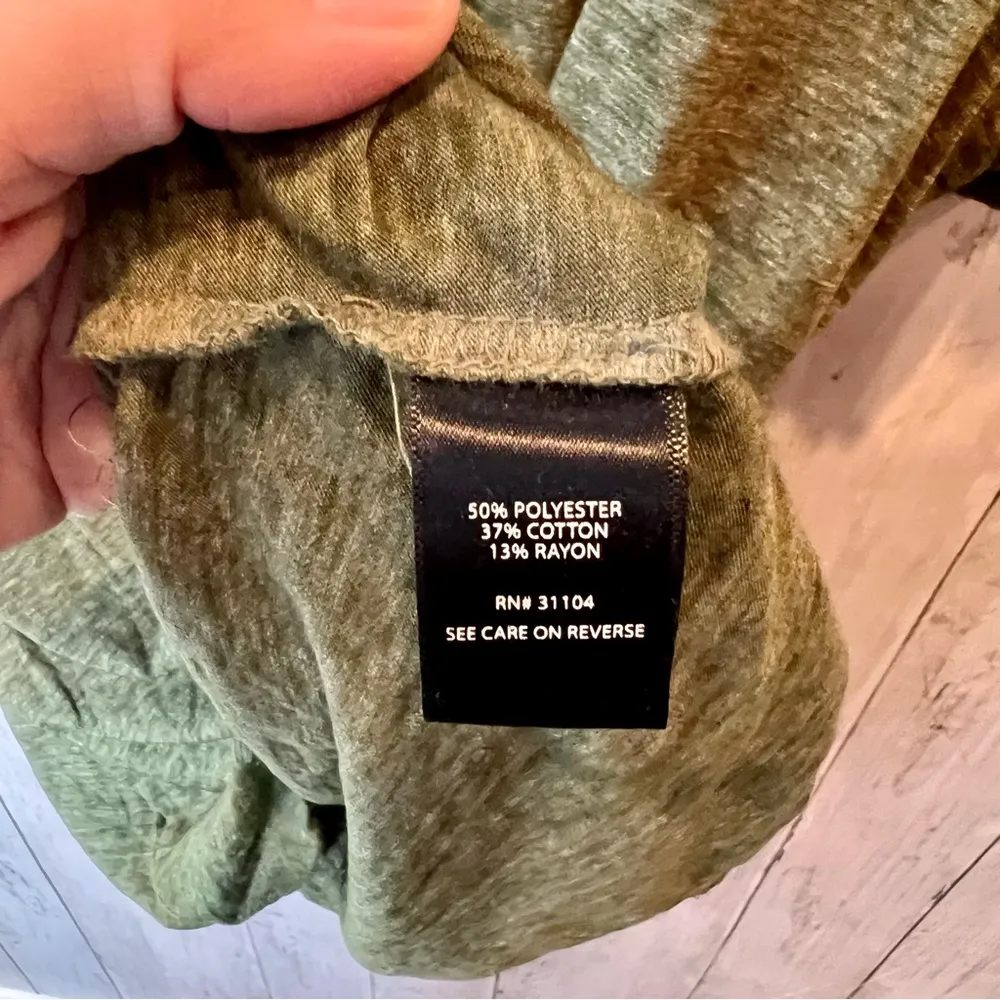 50% POLYESTER
37% COTTON
13% RAYON
RN# 31104
SEE CARE ON REVERSE